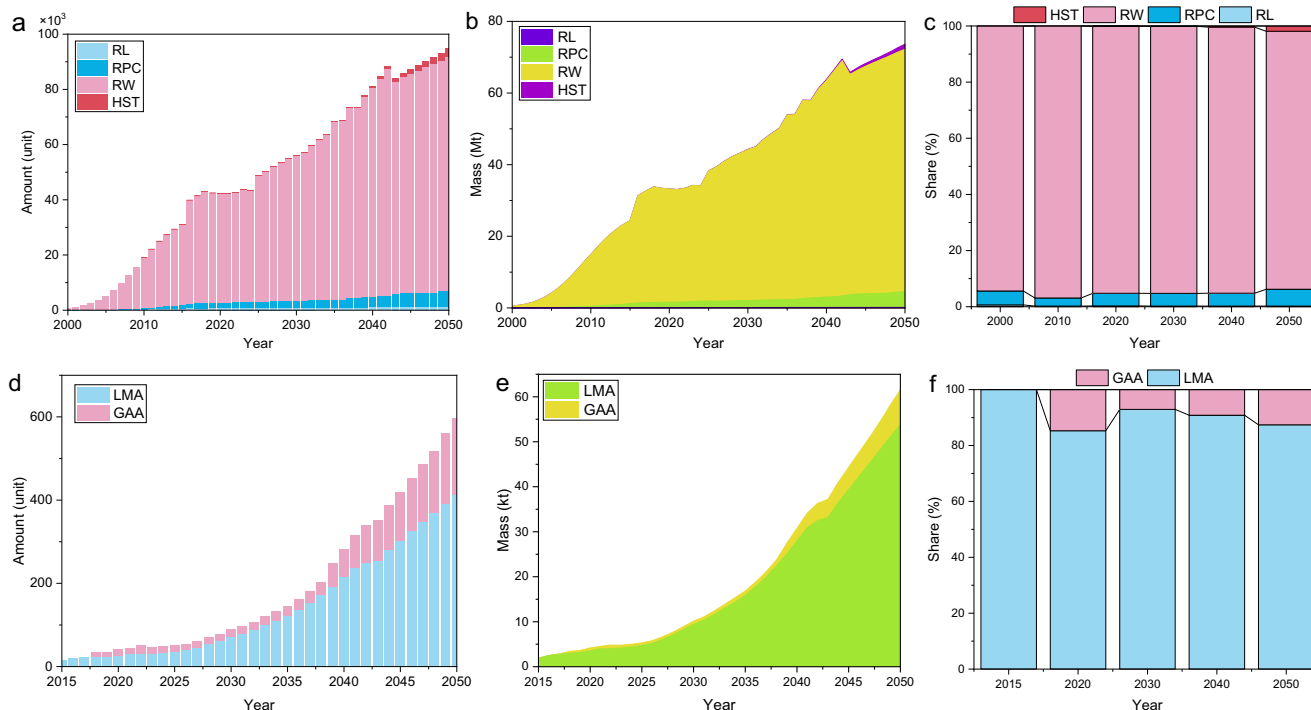 a
×10³
100
80
60
40
20
0
Amount (unit)
RL
RPC
RW
HST
2000 2010 2020 2030 2040 2050
Year
b
80
60
40
20
0
Mass (Mt)
RL
RPC
RW
HST
2000 2010 2020 2030 2040 2050
Year
c
HST RW RPC RL
100
80
60
40
20
0
Share (%)
2000 2010 2020 2030 2040 2050
Year
d
600
400
200
0
Amount (unit)
LMA
GAA
2015 2020 2025 2030 2035 2040 2045 2050
Year
e
60
50
40
30
20
10
0
Mass (kt)
LMA
GAA
2015 2020 2025 2030 2035 2040 2045 2050
Year
f
GAA LMA
100
80
60
40
20
0
Share (%)
2015 2020 2030 2040 2050
Year